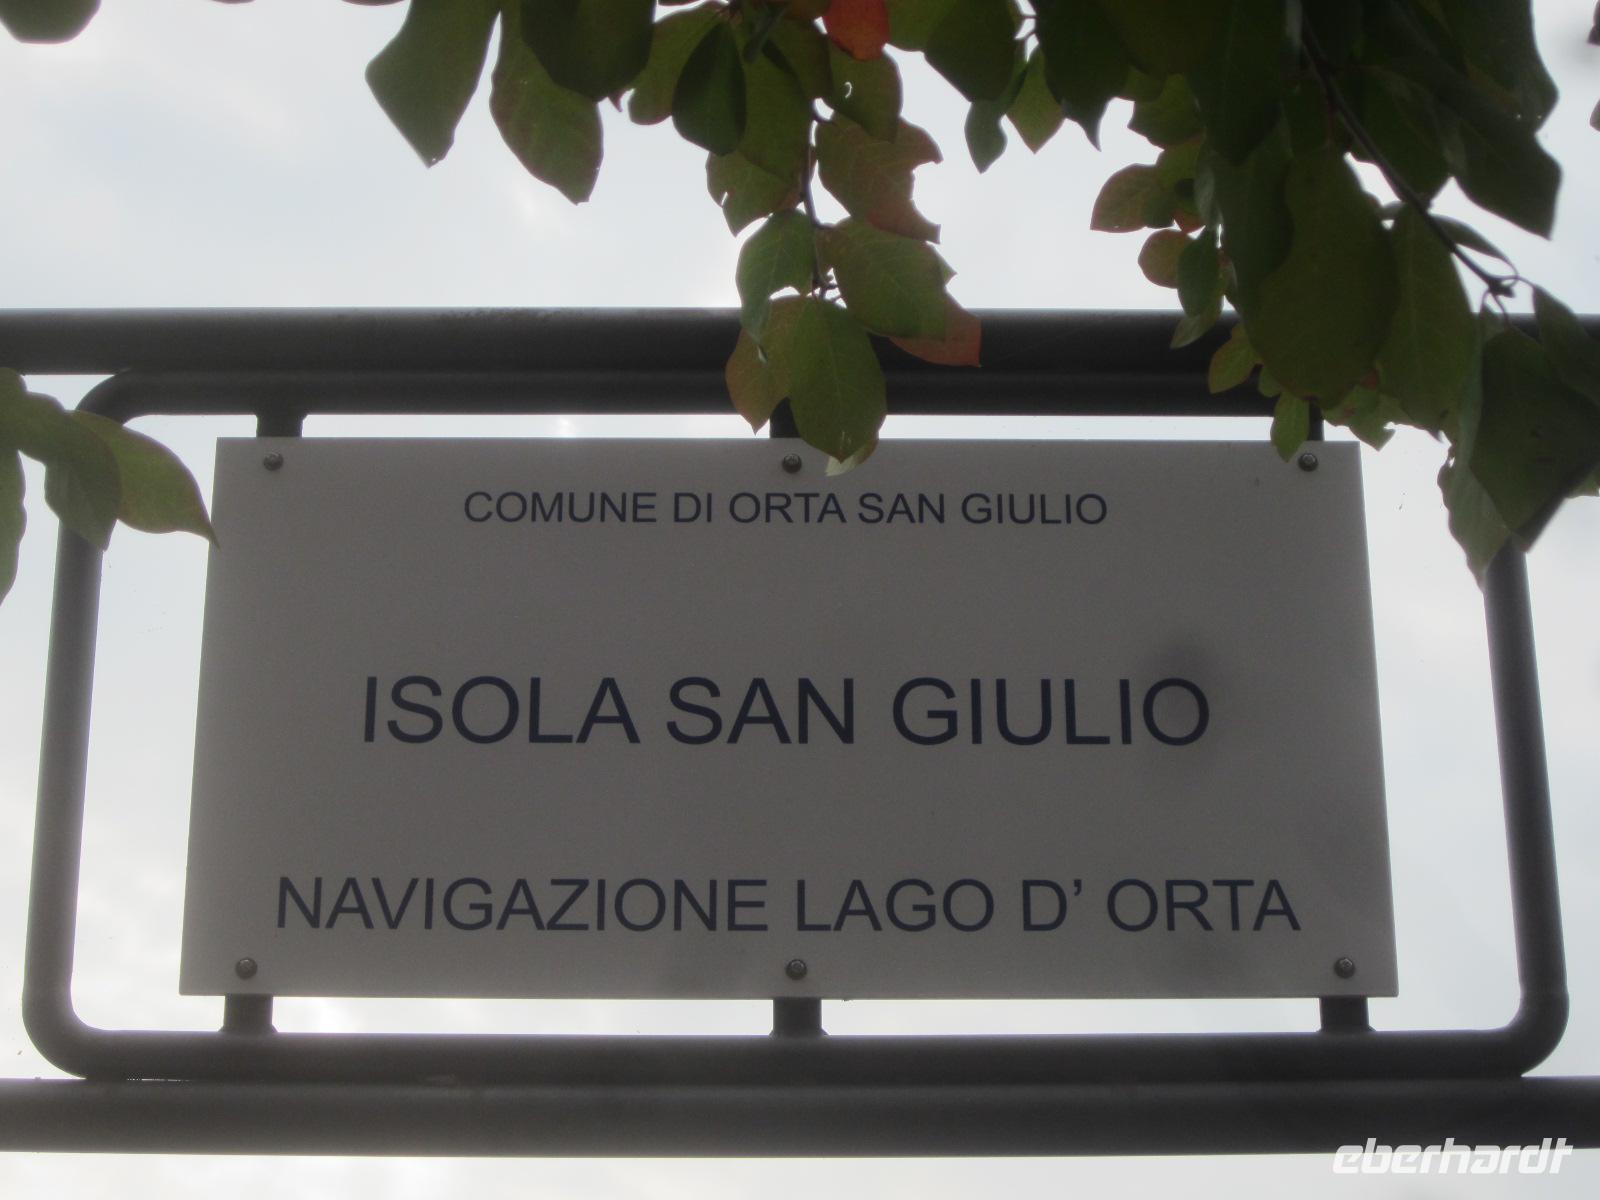 COMUNE DI ORTA SAN GIULIO
ISOLA SAN GIULIO
NAVIGAZIONE LAGO D' ORTA
eberhardt